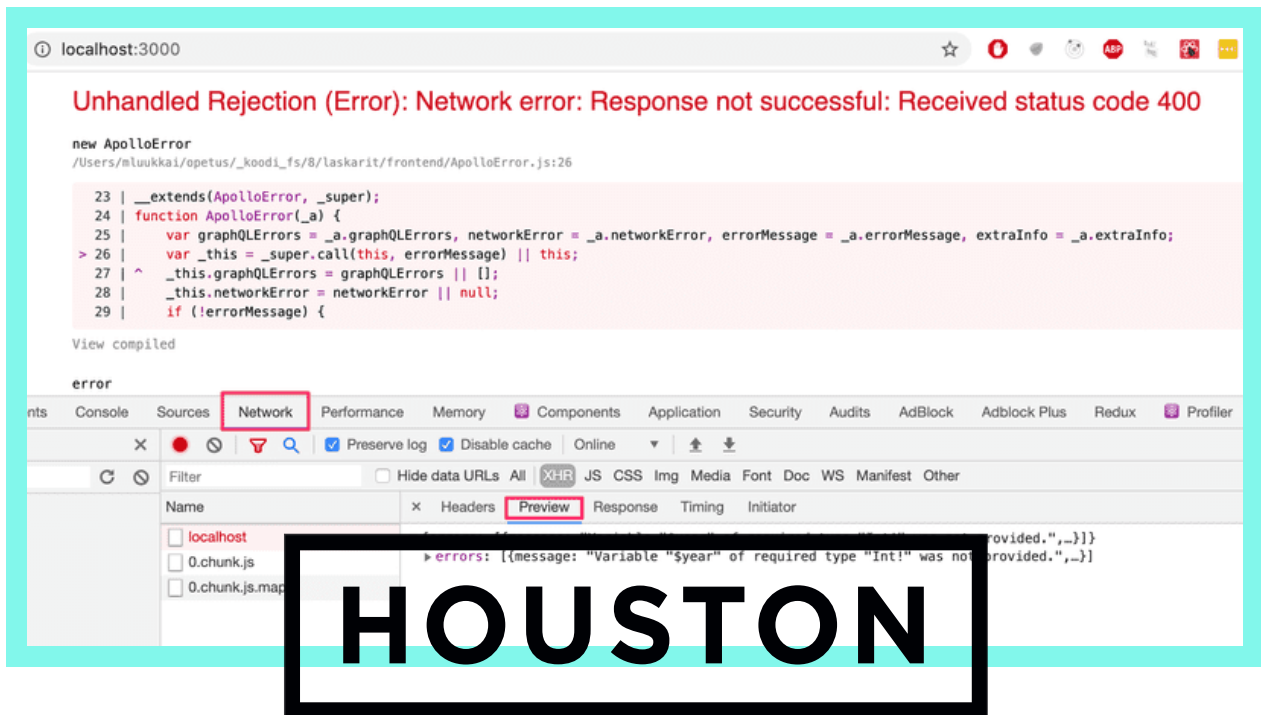 localhost:3000
ABP
Unhandled Rejection (Error): Network error: Response not successful: Received status code 400
new ApolloError
/Users/mluukkai/opetus/_koodi_fs/8/laskarit/frontend/ApolloError.js:26
23 | __extends(ApolloError, _super);
24 | function ApolloError(_a) {
25 |     var graphQLErrors = _a.graphQLErrors, networkError = _a.networkError, errorMessage = _a.errorMessage, extraInfo = _a.extraInfo;
> 26 |     var _this = _super.call(this, errorMessage) || this;
27 | ^   _this.graphQLErrors = graphQLErrors || [];
28 |     _this.networkError = networkError || null;
29 |     if (!errorMessage) {
View compiled
error
nts Console Sources Network Performance Memory Components Application Security Audits AdBlock Adblock Plus Redux Profiler
Preserve log Disable cache Online
Filter Hide data URLs All XHR JS CSS Img Media Font Doc WS Manifest Other
Name × Headers Preview Response Timing Initiator
localhost
errors: [{message: "Variable "$year" of required type "Int!" was not provided.",…}]
0.chunk.js
0.chunk.js.map
HOUSTON